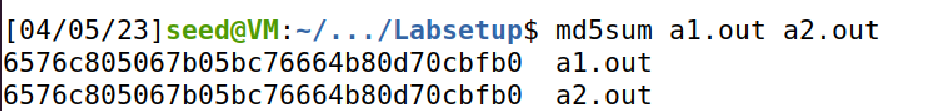 [04/05/23]seed@VM:~/.../Labsetup$ md5sum a1.out a2.out
6576c805067b05bc76664b80d70cbfb0  a1.out
6576c805067b05bc76664b80d70cbfb0  a2.out